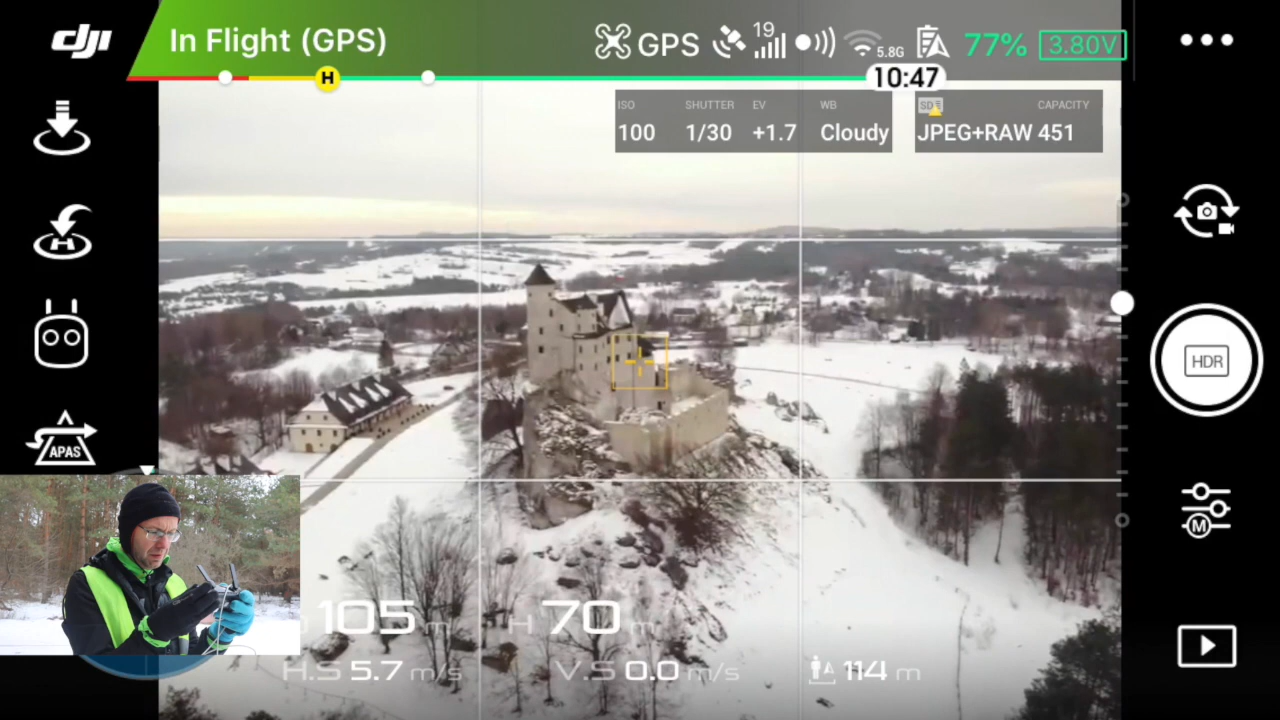 dji In Flight (GPS) GPS 19 5.8G 77% 3.80V
H 10:47
ISO SHUTTER EV WB SD CAPACITY
100 1/30 +1.7 Cloudy JPEG+RAW 451
H
HDR
APAS
M
105 m H 70 m
H.S 5.7 m/s V.S 0.0 m/s A 114 m